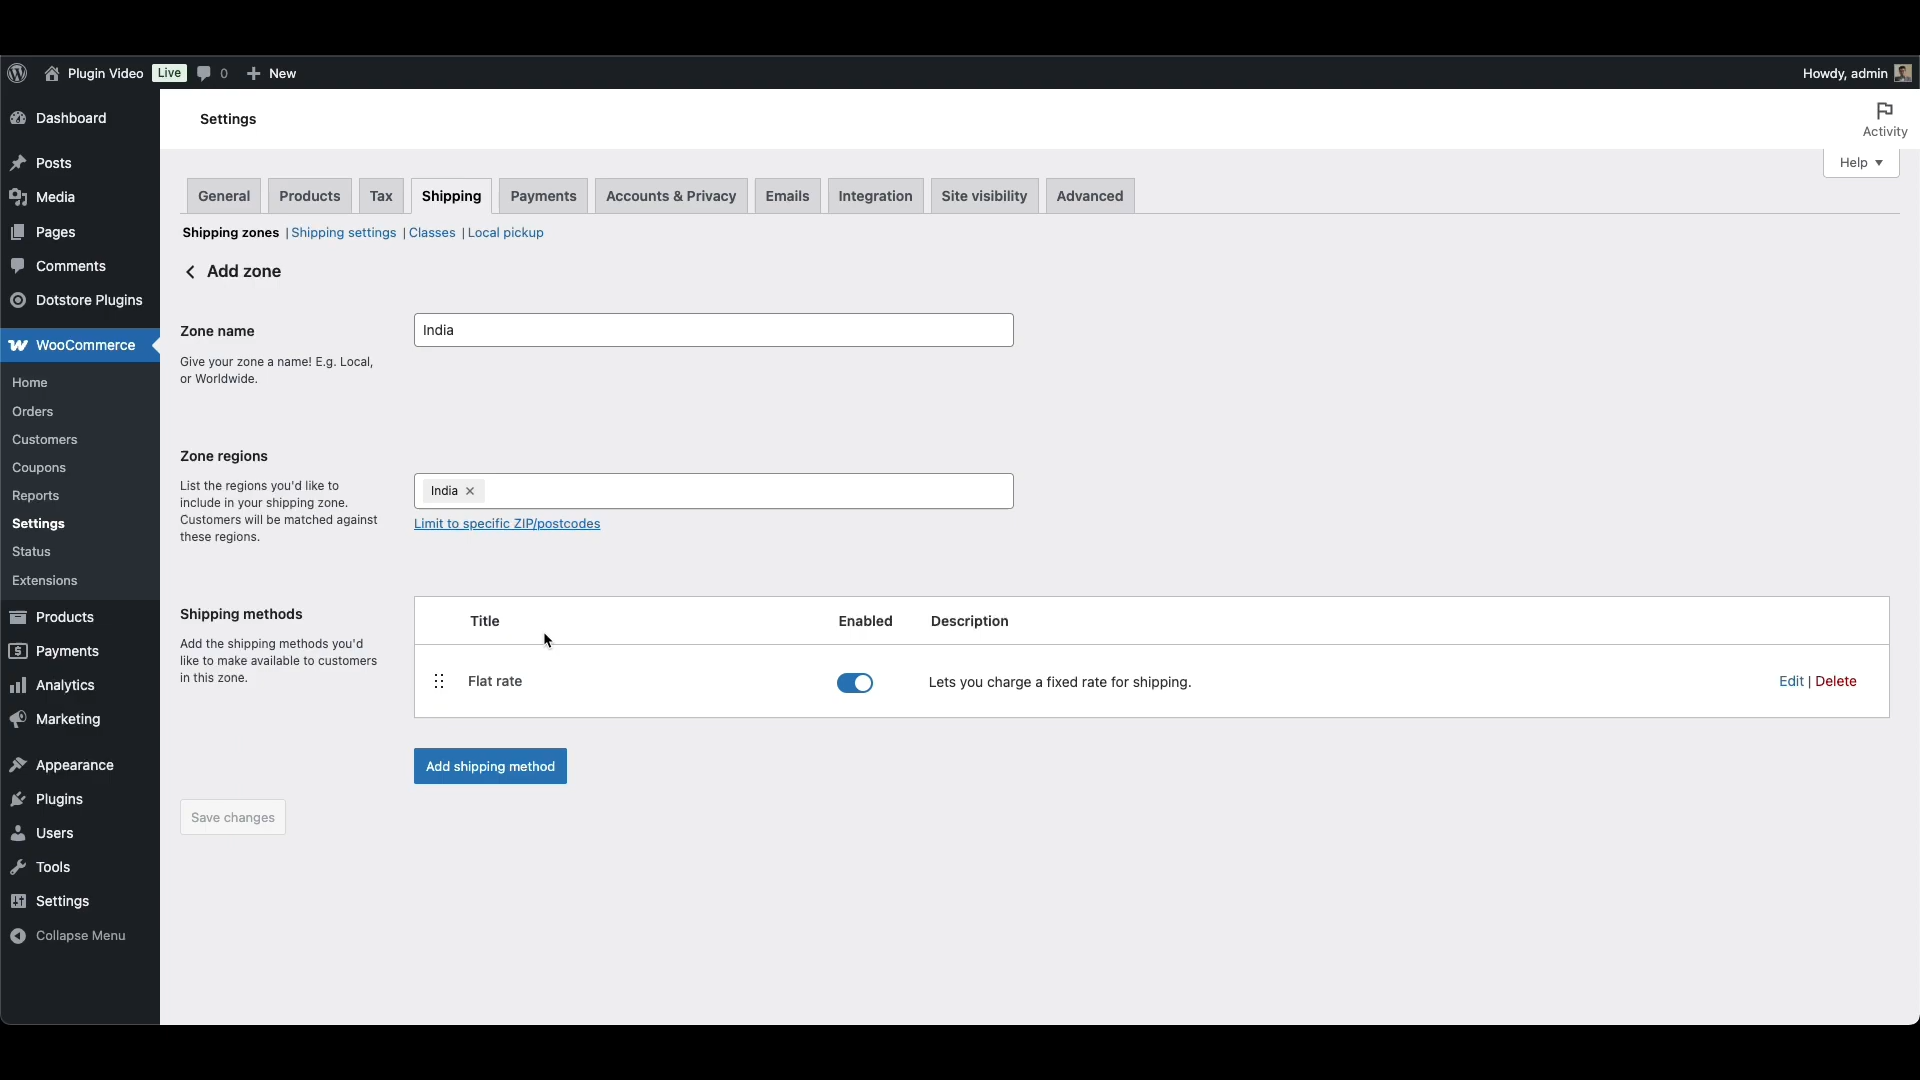 Plugin Video Live 0 New Howdy, admin
Dashboard
Posts
Media
Pages
Comments
Dotstore Plugins
WooCommerce
Home
Orders
Customers
Coupons
Reports
Settings
Status
Extensions
Products
Payments
Analytics
Marketing
Appearance
Plugins
Users
Tools
Settings
Collapse Menu
Settings
Activity
Help
General Products Tax Shipping Payments Accounts & Privacy Emails Integration Site visibility Advanced
Shipping zones | Shipping settings | Classes | Local pickup
Add zone
Zone name
Give your zone a name! E.g. Local,
or Worldwide.
India
Zone regions
List the regions you'd like to
include in your shipping zone.
Customers will be matched against
these regions.
India ×
Limit to specific ZIP/postcodes
Shipping methods
Add the shipping methods you'd
like to make available to customers
in this zone.
Title Enabled Description
Flat rate Lets you charge a fixed rate for shipping. Edit | Delete
Add shipping method
Save changes